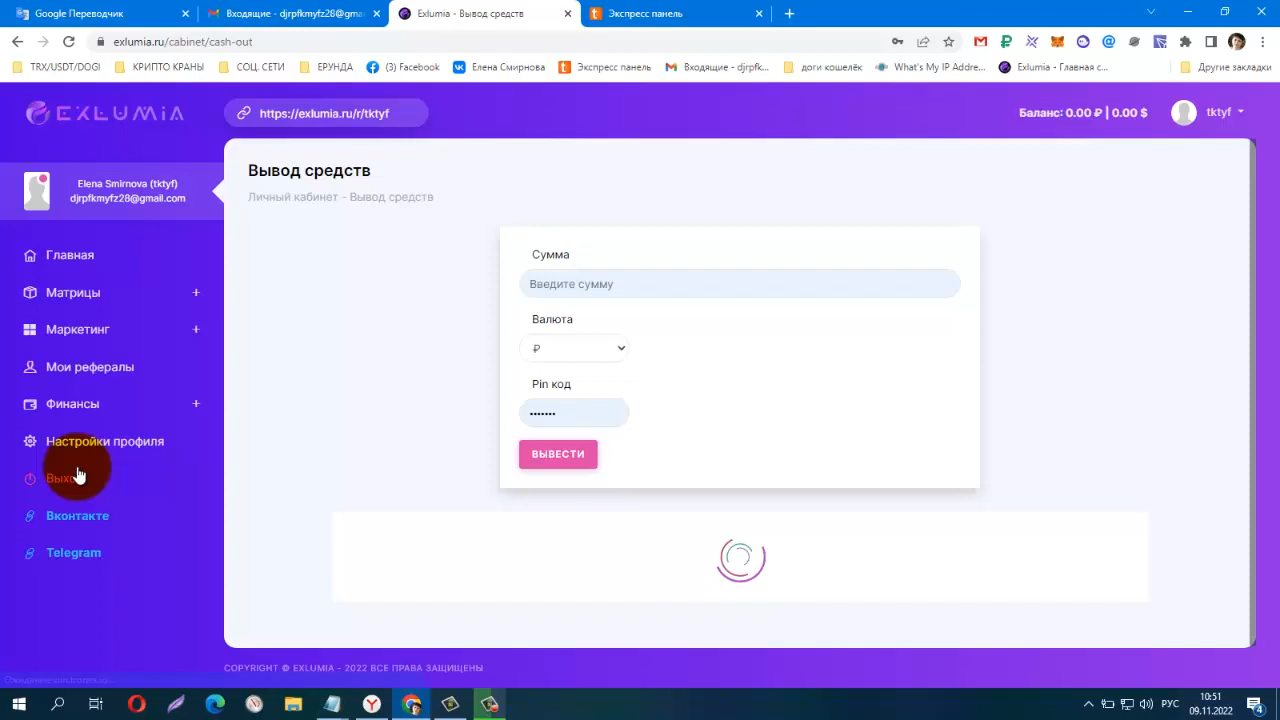 Google Переводчик
Входящие - djrpfkmyfz28@gma
Exlumia - Вывод средств
Экспресс панель
exlumia.ru/cabinet/cash-out
TRX/USDT/DOGI
КРИПТО КРАНЫ
СОЦ. СЕТИ
ЕРУНДА
(3) Facebook
Елена Смирнова
Экспресс панель
Входящие - djrpfk...
доги кошелёк
What's My IP Addre...
Exlumia - Главная с...
Другие закладки
EXLUMIA
https://exlumia.ru/r/tktyf
Баланс: 0.00 ₽ | 0.00 $
tktyf
Elena Smirnova (tktyf)
djrpfkmyfz28@gmail.com
Главная
Матрицы
Маркетинг
Мои рефералы
Финансы
Настройки профиля
Вконтакте
Telegram
Вывод средств
Личный кабинет - Вывод средств
Сумма
Введите сумму
Валюта
₽
Pin код
•••••••
ВЫВЕСТИ
COPYRIGHT © EXLUMIA - 2022 ВСЕ ПРАВА ЗАЩИЩЕНЫ
РУС
10:51
09.11.2022
4